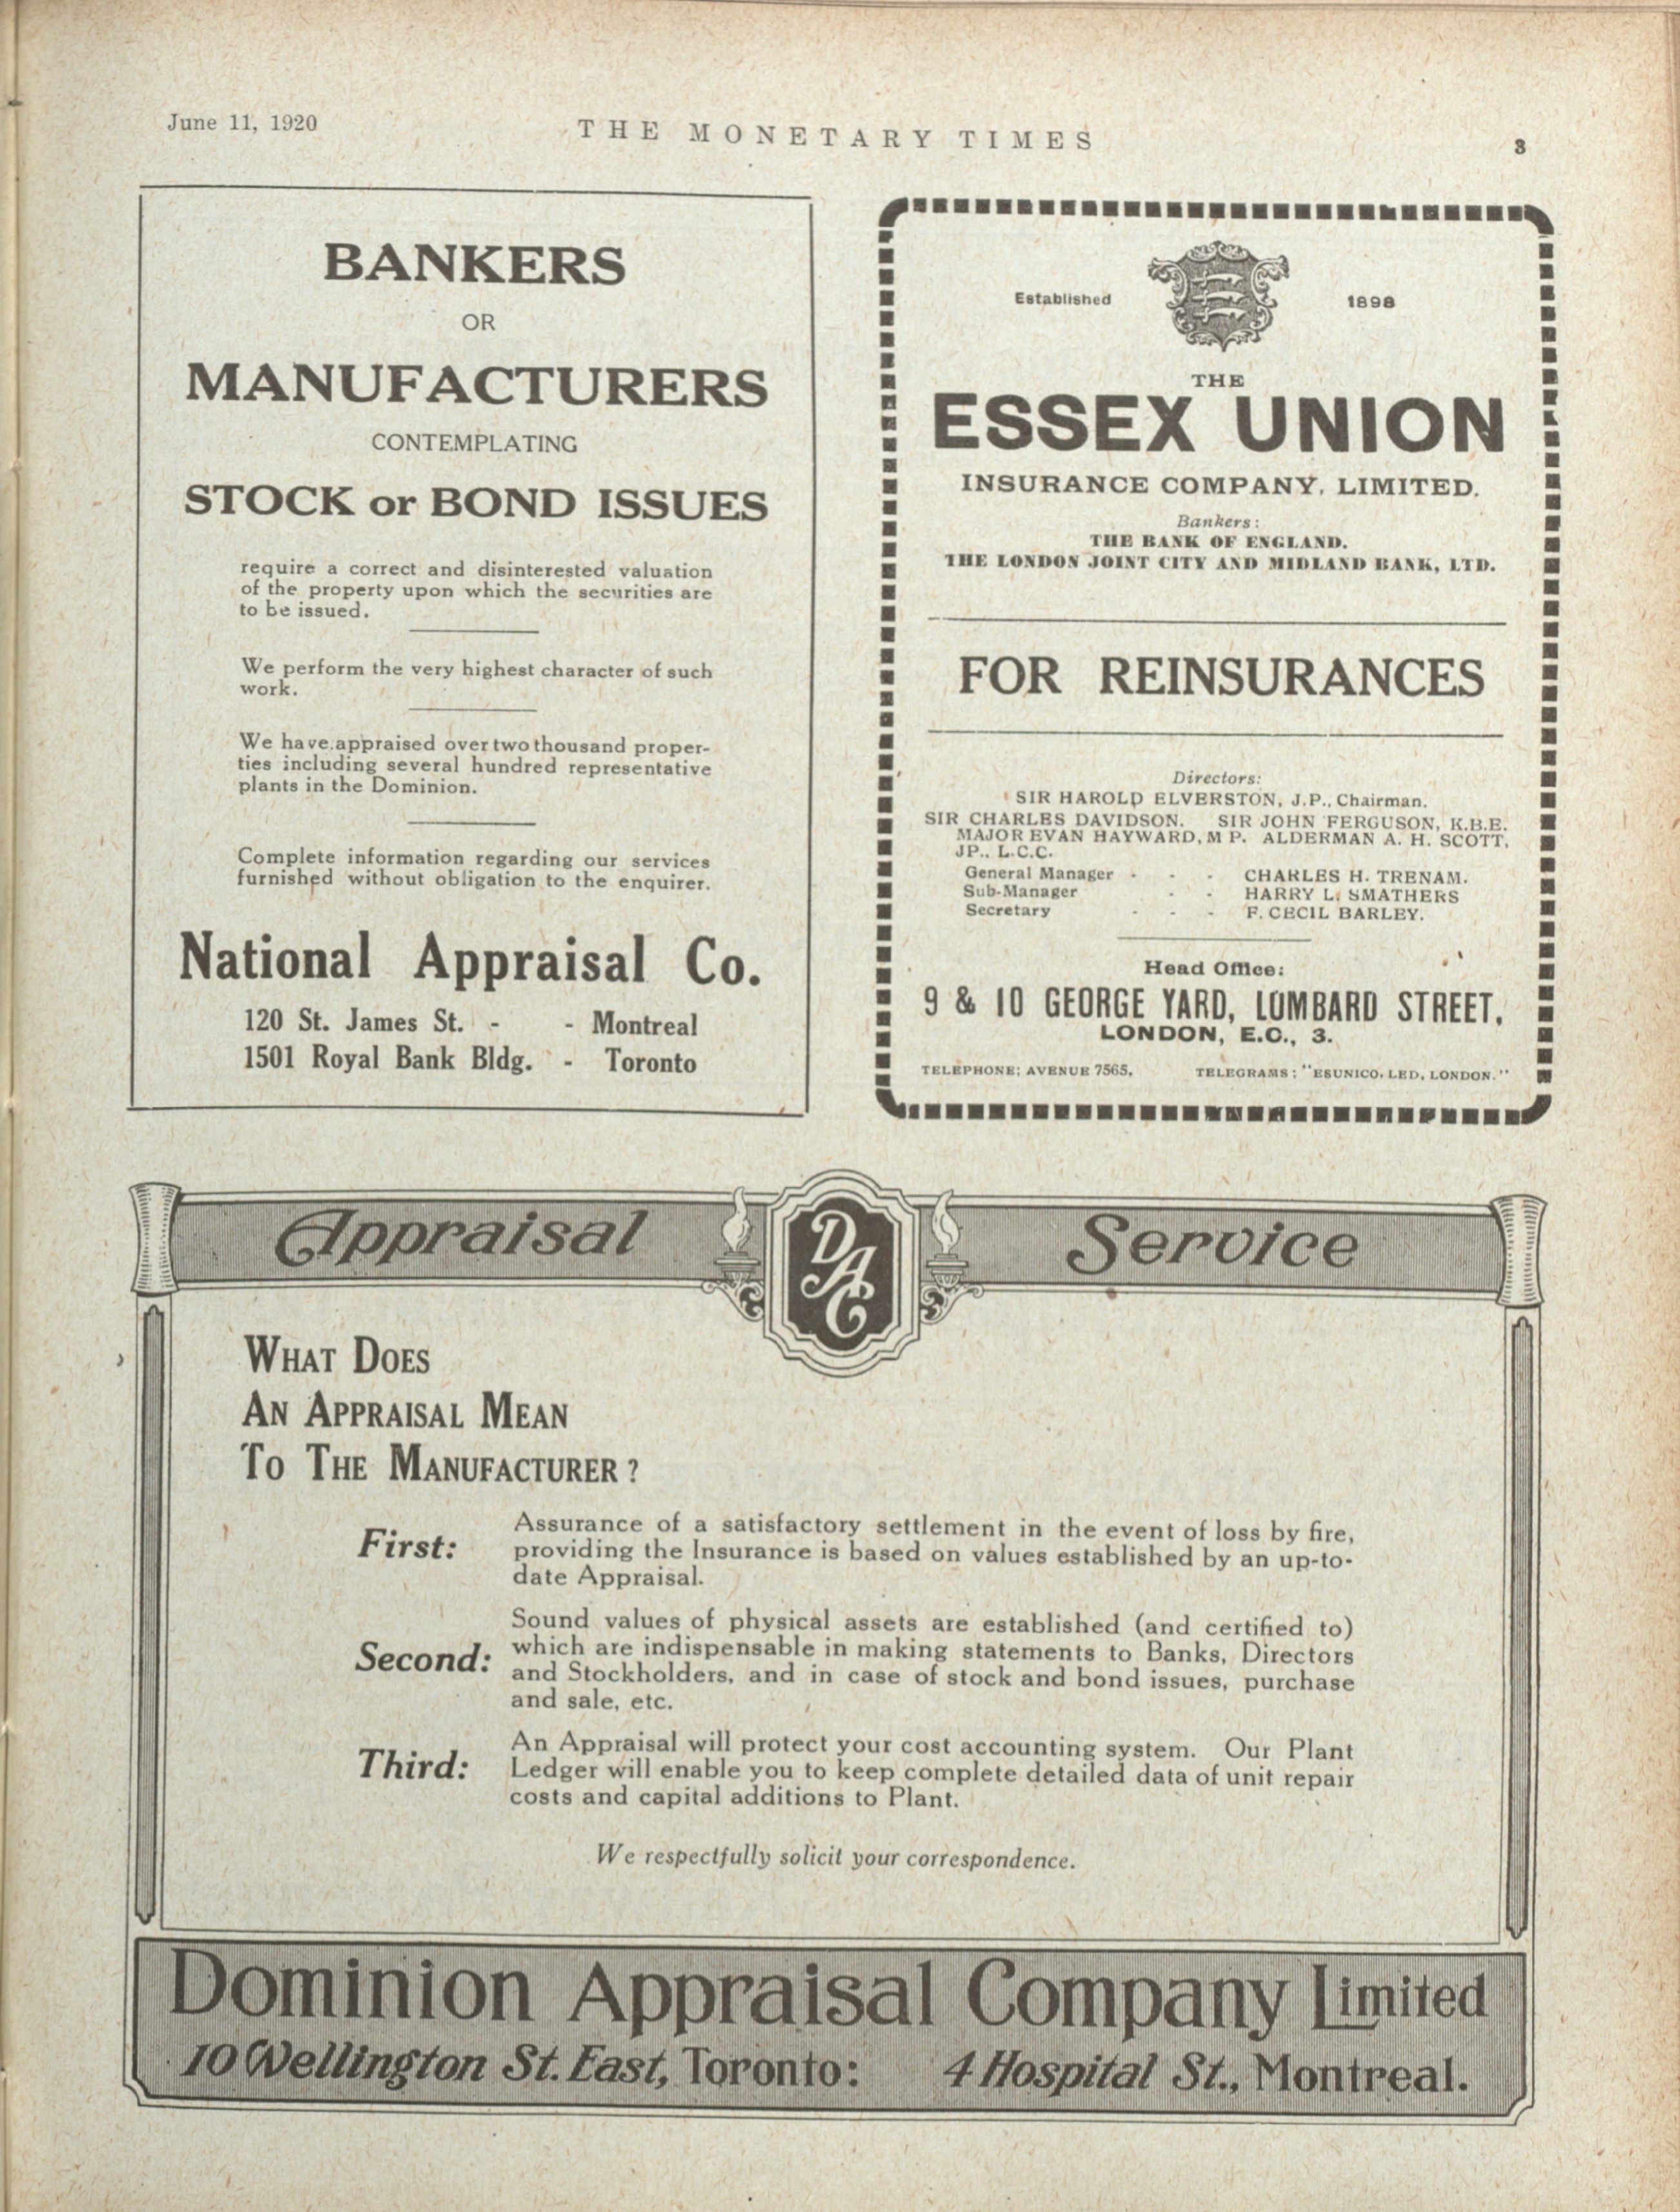 June 11, 1920
THE MONETARY TIMES
3
BANKERS
OR
MANUFACTURERS
CONTEMPLATING
STOCK or BOND ISSUES
require a correct and disinterested valuation
of the property upon which the securities are
to be issued.
We perform the very highest character of such
work.
We have appraised over two thousand proper-
ties including several hundred representative
plants in the Dominion.
Complete information regarding our services
furnished without obligation to the enquirer.
National Appraisal Co.
120 St. James St. - - Montreal
1501 Royal Bank Bldg. - Toronto
Established 1898
THE
ESSEX UNION
INSURANCE COMPANY, LIMITED.
Bankers:
THE BANK OF ENGLAND.
THE LONDON JOINT CITY AND MIDLAND BANK, LTD.
FOR REINSURANCES
Directors:
SIR HAROLD ELVERSTON, J.P., Chairman.
SIR CHARLES DAVIDSON. SIR JOHN FERGUSON, K.B.E.
MAJOR EVAN HAYWARD, M P. ALDERMAN A. H. SCOTT,
JP., L.C.C.
General Manager - - - CHARLES H. TRENAM.
Sub-Manager - - HARRY L. SMATHERS
Secretary - - - F. CECIL BARLEY.
Head Office:
9 & 10 GEORGE YARD, LOMBARD STREET,
LONDON, E.C., 3.
TELEPHONE; AVENUE 7565, TELEGRAMS: "ESUNICO, LED, LONDON."
Appraisal DAC Service
WHAT DOES
AN APPRAISAL MEAN
TO THE MANUFACTURER?
First: Assurance of a satisfactory settlement in the event of loss by fire,
providing the Insurance is based on values established by an up-to-
date Appraisal.
Second: Sound values of physical assets are established (and certified to)
which are indispensable in making statements to Banks, Directors
and Stockholders, and in case of stock and bond issues, purchase
and sale, etc.
Third: An Appraisal will protect your cost accounting system. Our Plant
Ledger will enable you to keep complete detailed data of unit repair
costs and capital additions to Plant.
We respectfully solicit your correspondence.
Dominion Appraisal Company Limited
10 Wellington St. East, Toronto: 4 Hospital St., Montreal.